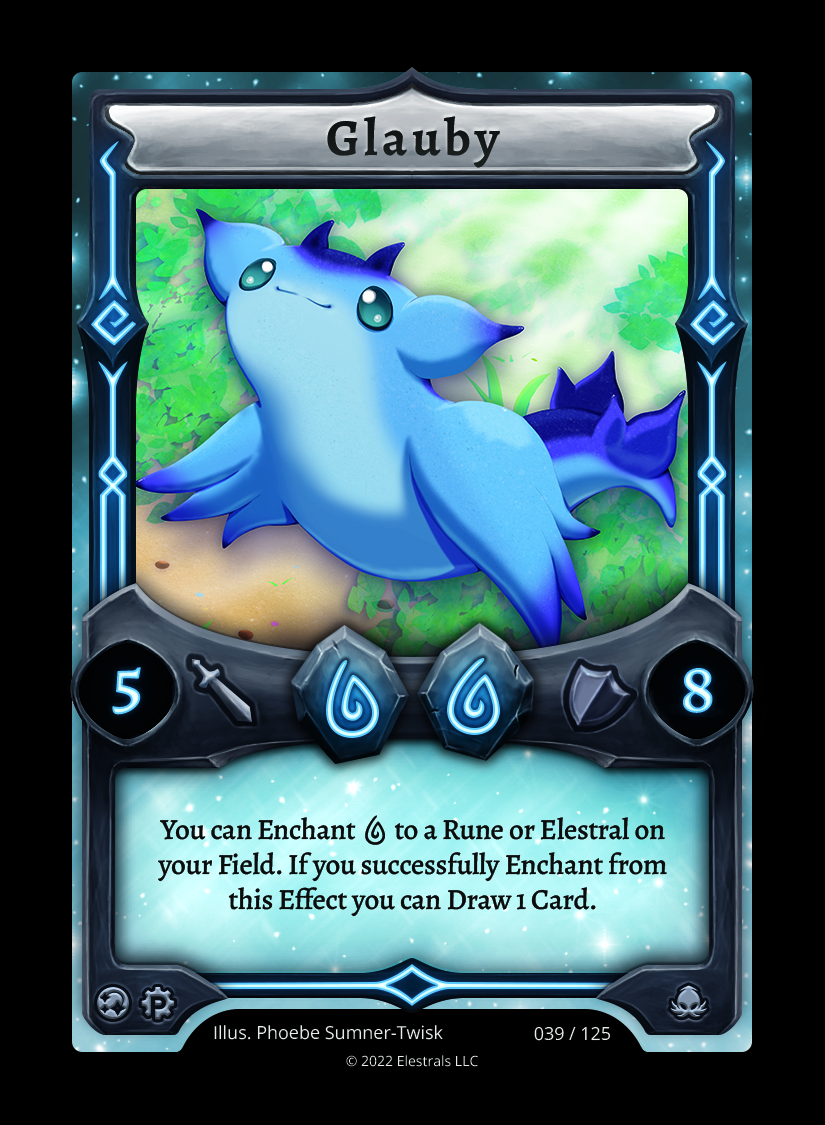 Glauby
5 8
You can Enchant to a Rune or Elestral on
your Field. If you successfully Enchant from
this Effect you can Draw 1 Card.
P
Illus. Phoebe Sumner-Twisk 039 / 125
© 2022 Elestrals LLC